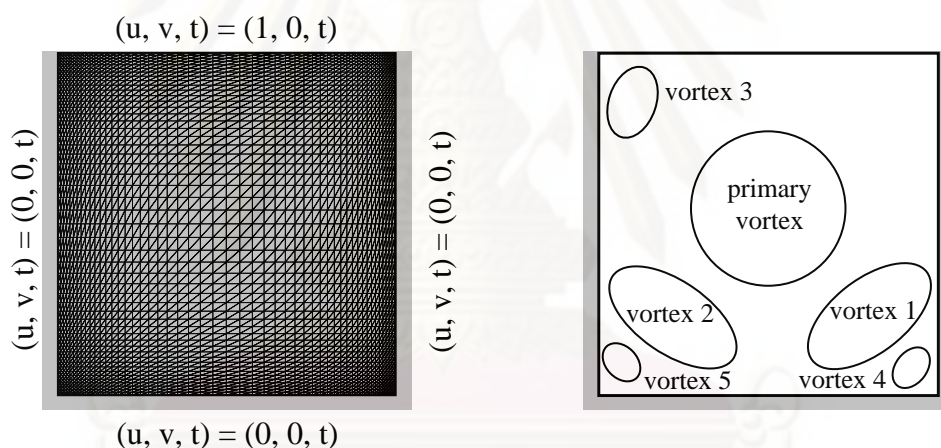 (u, v, t) = (1, 0, t)
(u, v, t) = (0, 0, t)
(u, v, t) = (0, 0, t)
(u, v, t) = (0, 0, t)
vortex 3
primary
vortex
vortex 2
vortex 1
vortex 5
vortex 4